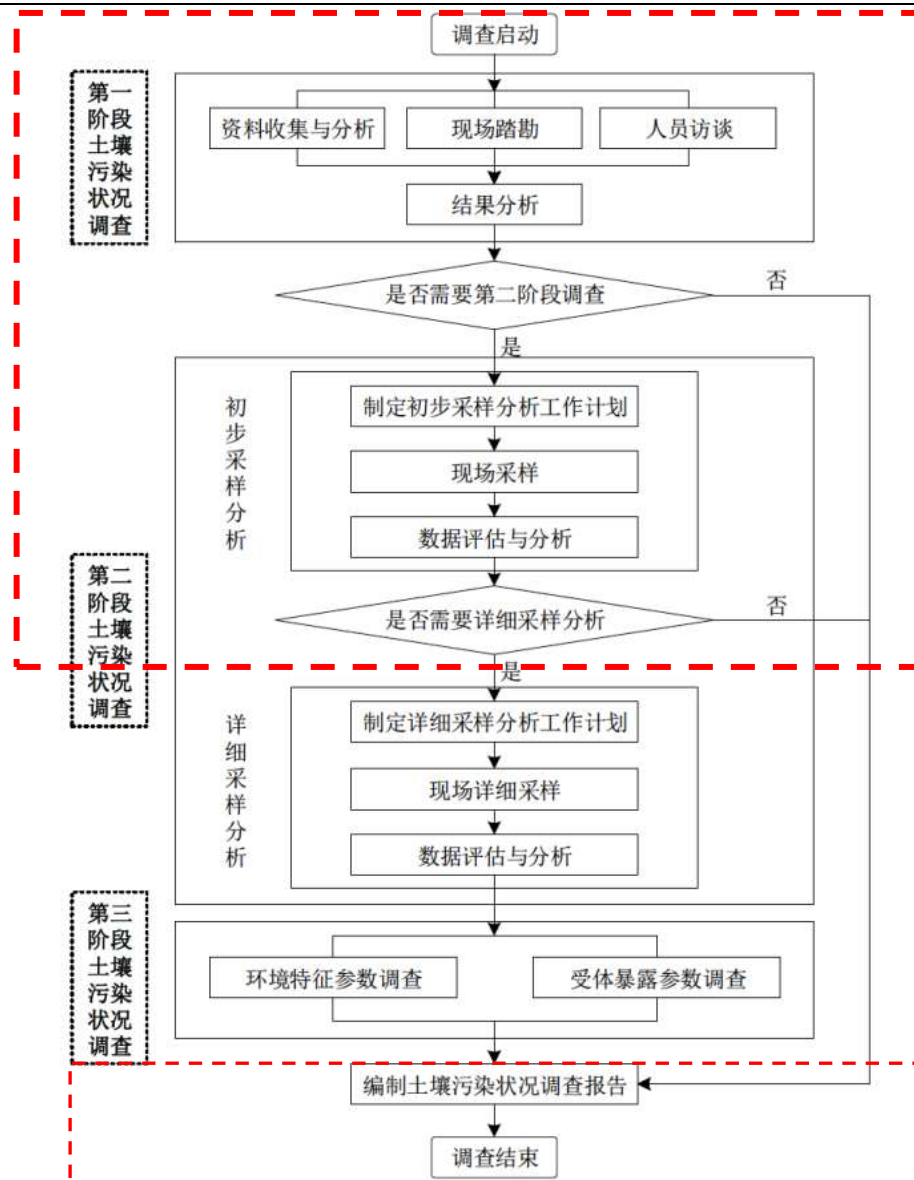 调查启动
第一
阶段
土壤
污染
状况
调查
资料收集与分析
现场踏勘
人员访谈
结果分析
是否需要第二阶段调查
否
是
初
步
采
样
分
析
制定初步采样分析工作计划
现场采样
数据评估与分析
第二
阶段
土壤
污染
状况
调查
是否需要详细采样分析
否
是
详
细
采
样
分
析
制定详细采样分析工作计划
现场详细采样
数据评估与分析
第三
阶段
土壤
污染
状况
调查
环境特征参数调查
受体暴露参数调查
编制土壤污染状况调查报告
调查结束